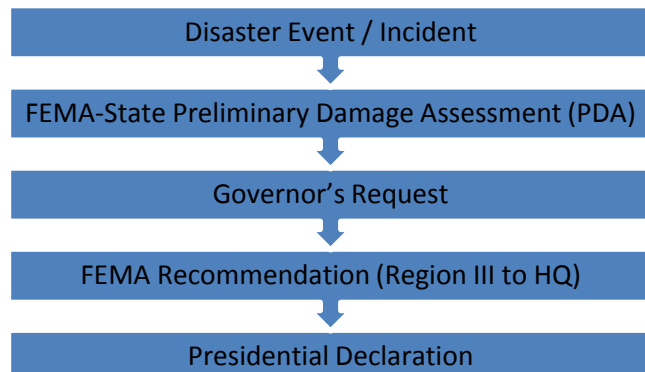 Disaster Event / Incident
FEMA-State Preliminary Damage Assessment (PDA)
Governor’s Request
FEMA Recommendation (Region III to HQ)
Presidential Declaration